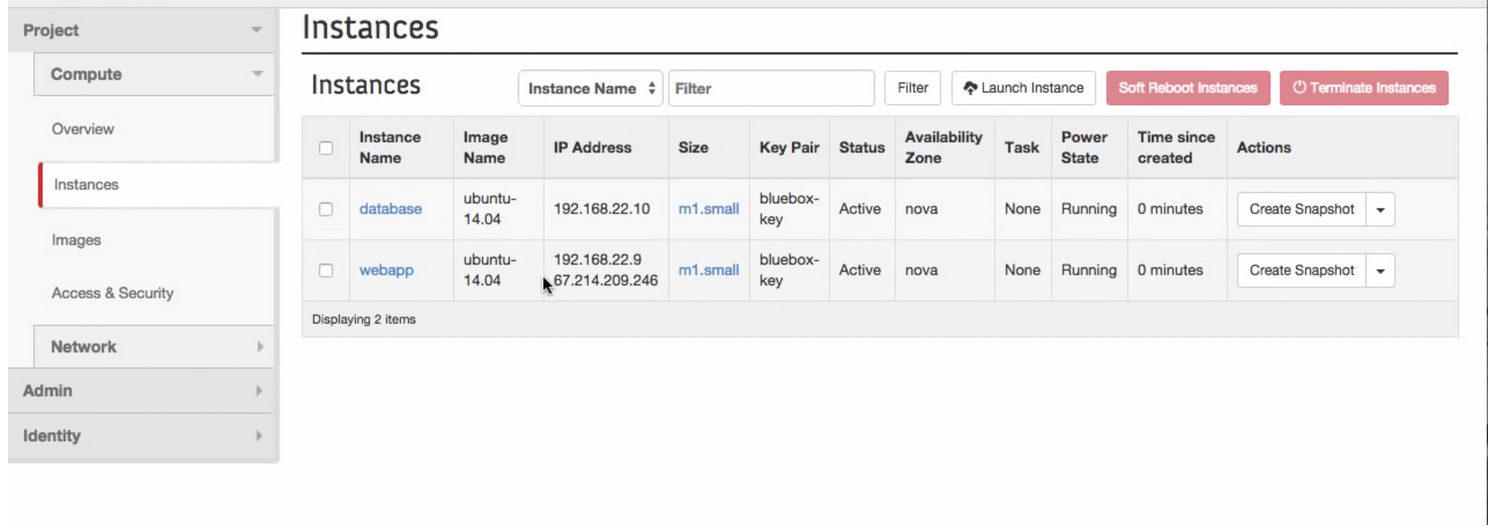 Project
Compute
Overview
Instances
Images
Access & Security
Network
Admin
Identity
Instances
Instances
Instance Name Filter Filter Launch Instance Soft Reboot Instances Terminate Instances
Instance Name Image Name IP Address Size Key Pair Status Availability Zone Task Power State Time since created Actions
database ubuntu-14.04 192.168.22.10 m1.small bluebox-key Active nova None Running 0 minutes Create Snapshot
webapp ubuntu-14.04 192.168.22.9 67.214.209.246 m1.small bluebox-key Active nova None Running 0 minutes Create Snapshot
Displaying 2 items